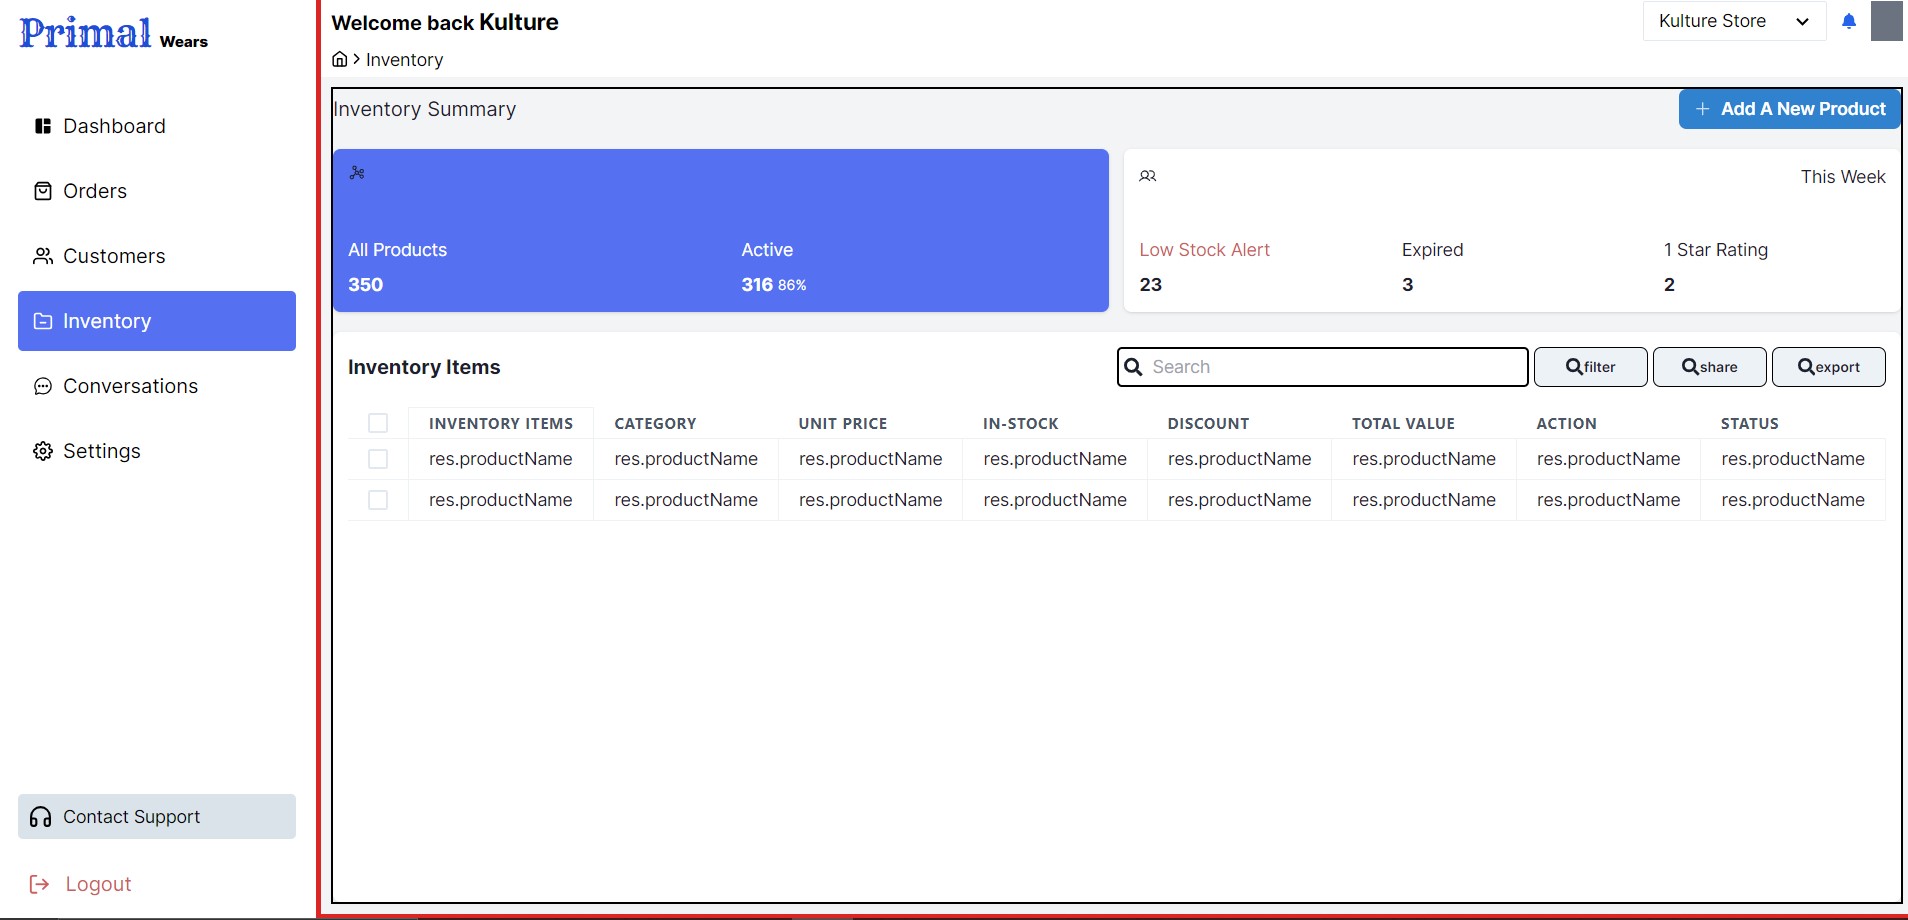 Primal Wears
Dashboard
Orders
Customers
Inventory
Conversations
Settings
Contact Support
Logout
Welcome back Kulture
Inventory
Kulture Store
Inventory Summary
Add A New Product
All Products
350
Active
316 86%
This Week
Low Stock Alert
23
Expired
3
1 Star Rating
2
Inventory Items
Search
filter
share
export
INVENTORY ITEMS CATEGORY UNIT PRICE IN-STOCK DISCOUNT TOTAL VALUE ACTION STATUS
res.productName res.productName res.productName res.productName res.productName res.productName res.productName res.productName
res.productName res.productName res.productName res.productName res.productName res.productName res.productName res.productName